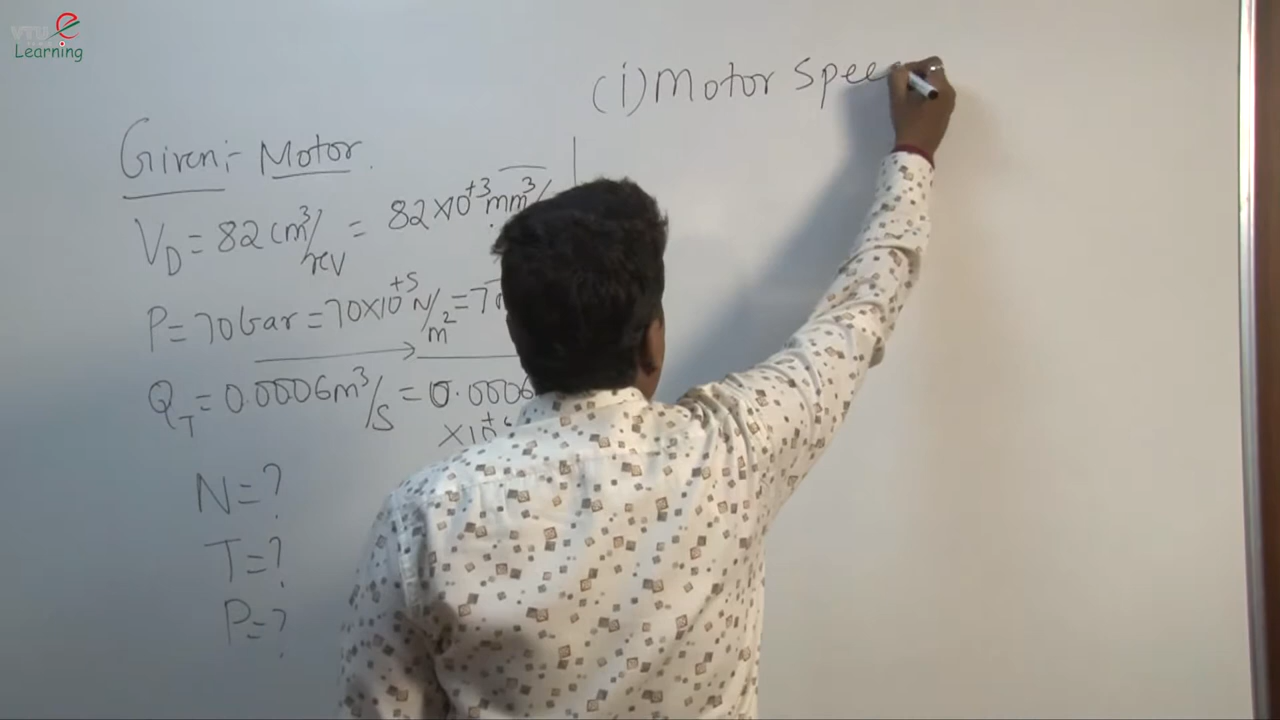 VTU e
Learning
(i) Motor Spee
Given:- Motor.
V_D = 82 cm³/rev = 82×10⁺³ mm³/
P = 70 bar = 70×10⁺⁵ N/m² = 7
Q_T = 0.0006 m³/s = 0.0006
×10⁺
N = ?
T = ?
P = ?